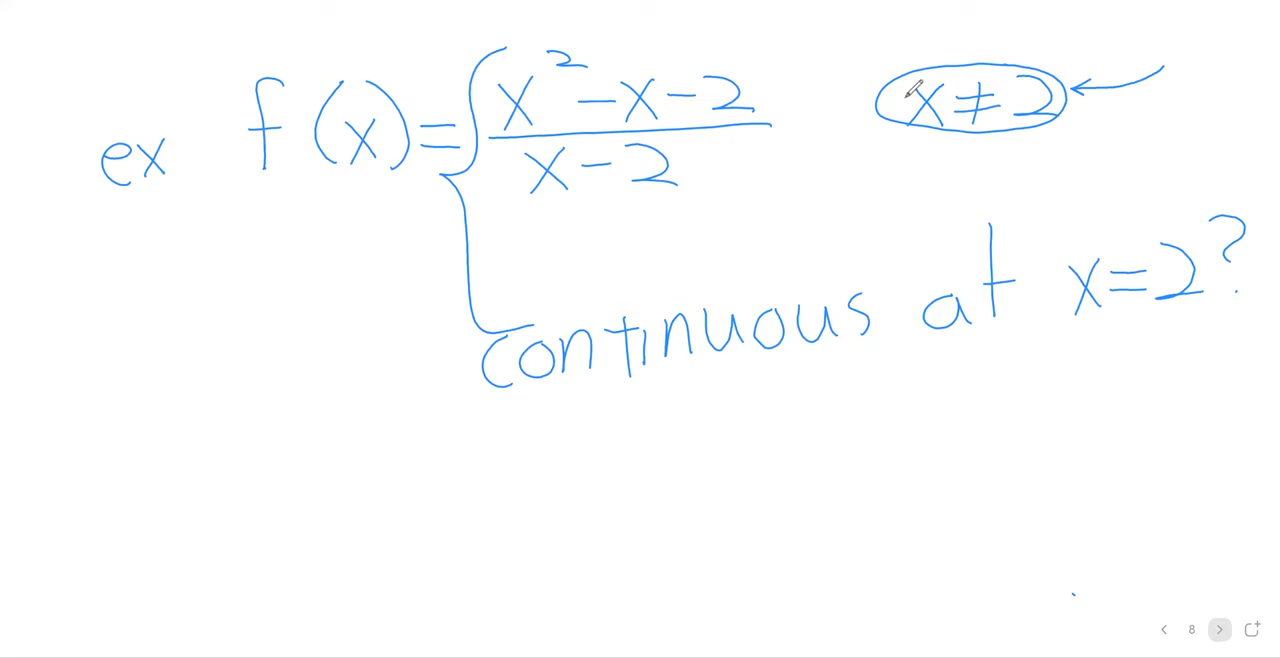 ex f(x) = { (x² - x - 2)/(x - 2)    x ≠ 2
continuous at x = 2?
8